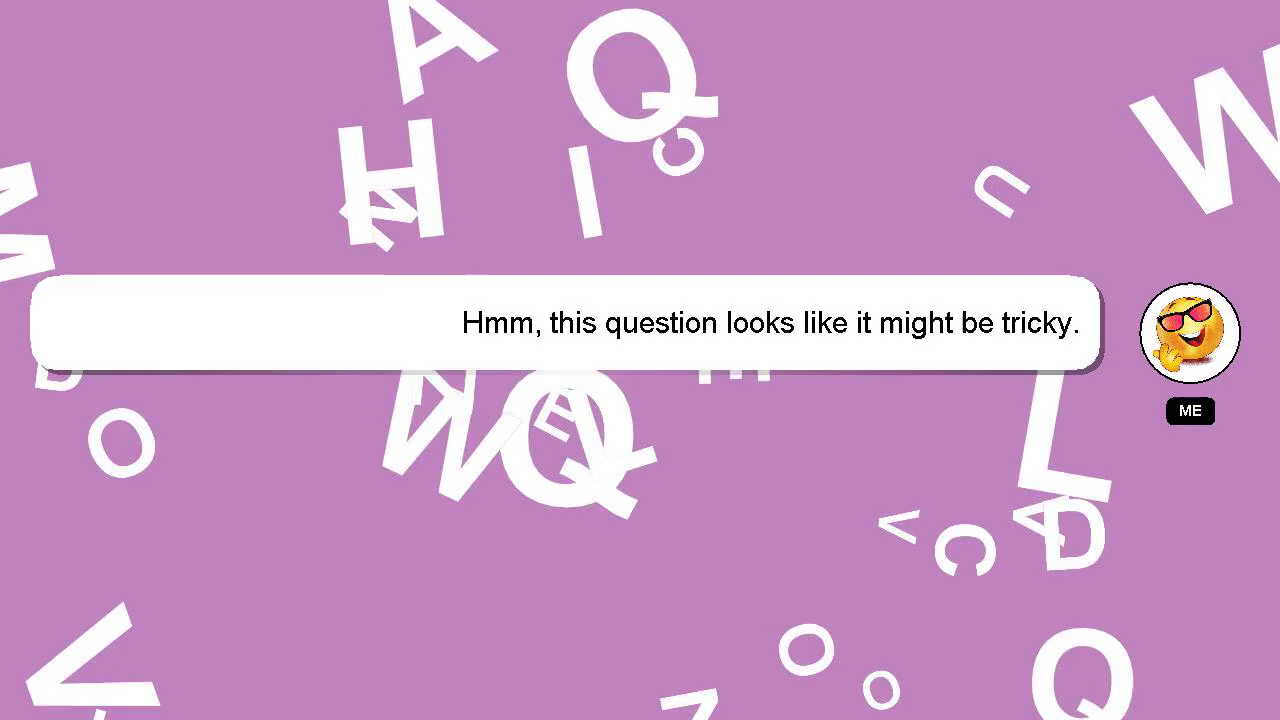 A
Q
W
H
C
I
M
U
M
Hmm, this question looks like it might be tricky.
ME
D
E
L
O
W
Q
E
V
C
A
D
V
O
Q
O